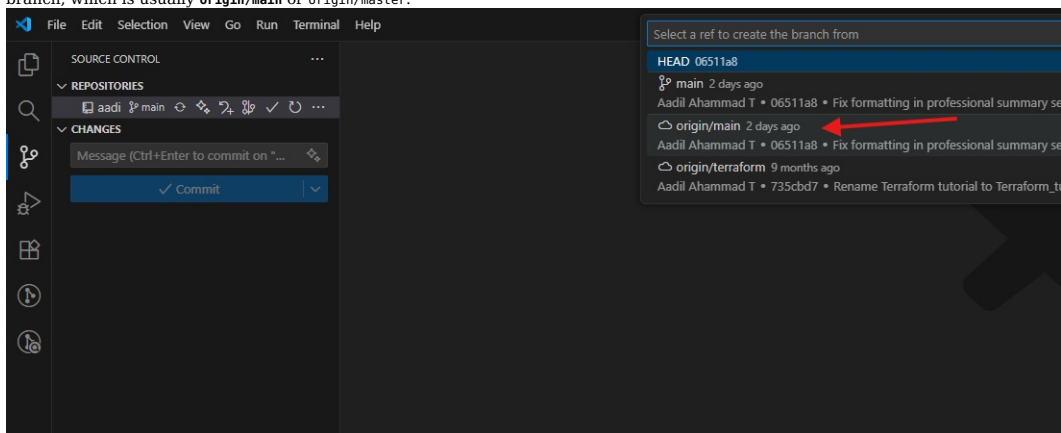 branch, which is usually origin/main or origin/master.
File Edit Selection View Go Run Terminal Help
Select a ref to create the branch from
SOURCE CONTROL ...
HEAD 06511a8
REPOSITORIES
main 2 days ago
aadi main ...
Aadil Ahammad T • 06511a8 • Fix formatting in professional summary se
CHANGES
origin/main 2 days ago
Message (Ctrl+Enter to commit on "...
Aadil Ahammad T • 06511a8 • Fix formatting in professional summary se
origin/terraform 9 months ago
Commit
Aadil Ahammad T • 735cbd7 • Rename Terraform tutorial to Terraform_tu